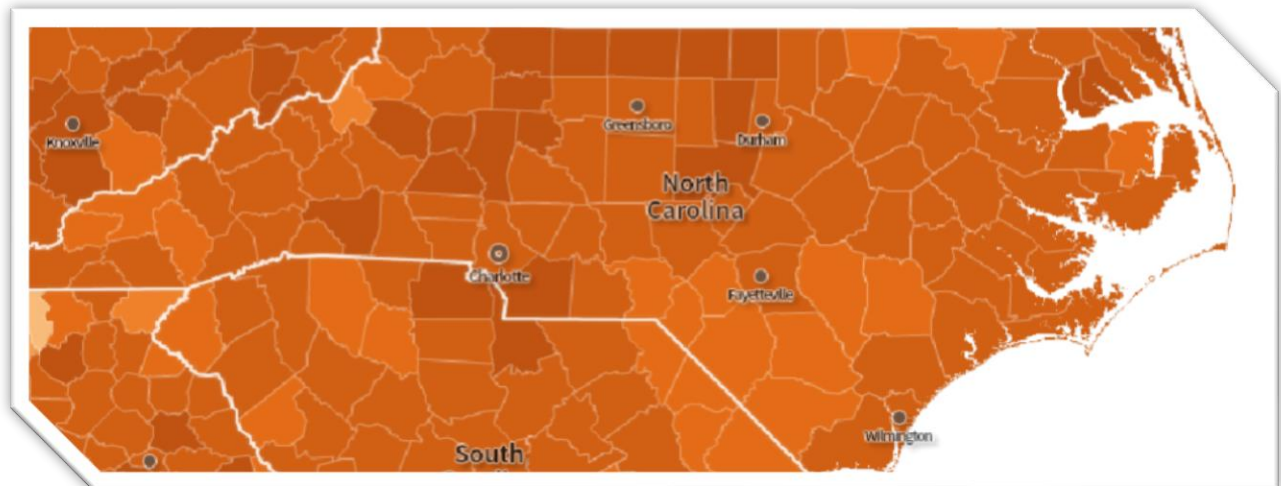 Knoxville
Greensboro
Durham
North
Carolina
Charlotte
Fayetteville
Wilmington
South